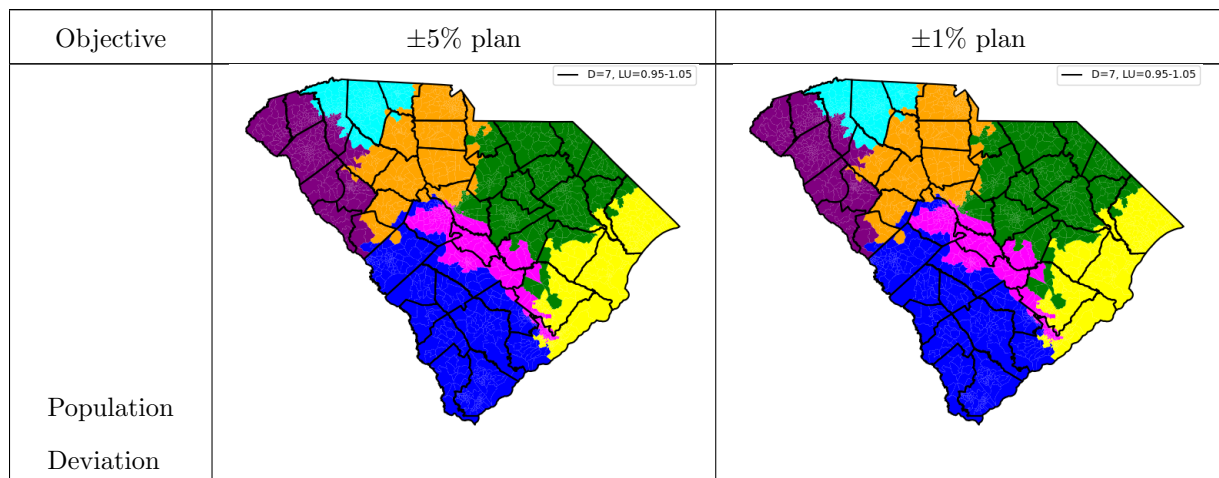 Objective ±5% plan ±1% plan
D=7, LU=0.95-1.05 D=7, LU=0.95-1.05
Population
Deviation